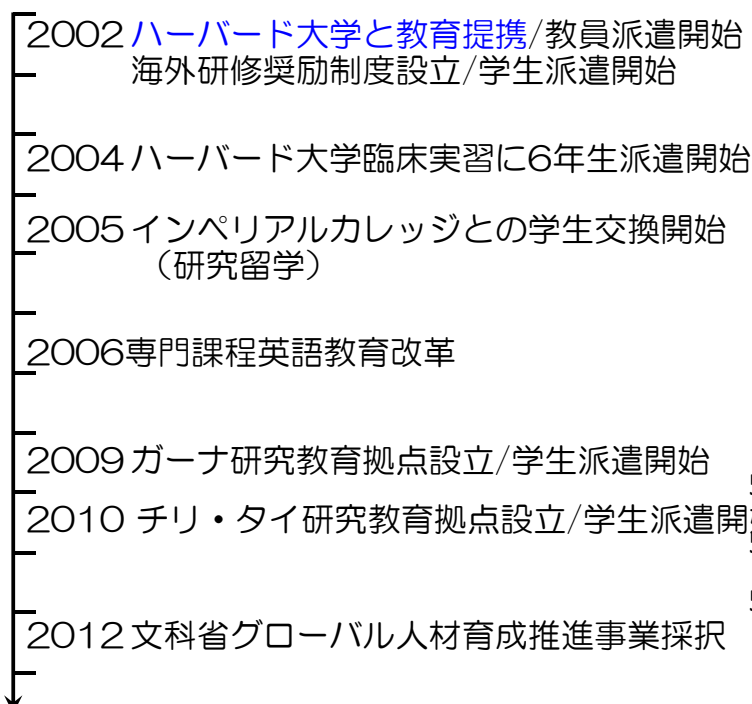 2002 ハーバード大学と教育提携/教員派遣開始
海外研修奨励制度設立/学生派遣開始
2004 ハーバード大学臨床実習に6年生派遣開始
2005 インペリアルカレッジとの学生交換開始
（研究留学）
2006専門課程英語教育改革
2009 ガーナ研究教育拠点設立/学生派遣開始
2010 チリ・タイ研究教育拠点設立/学生派遣開
2012 文科省グローバル人材育成推進事業採択